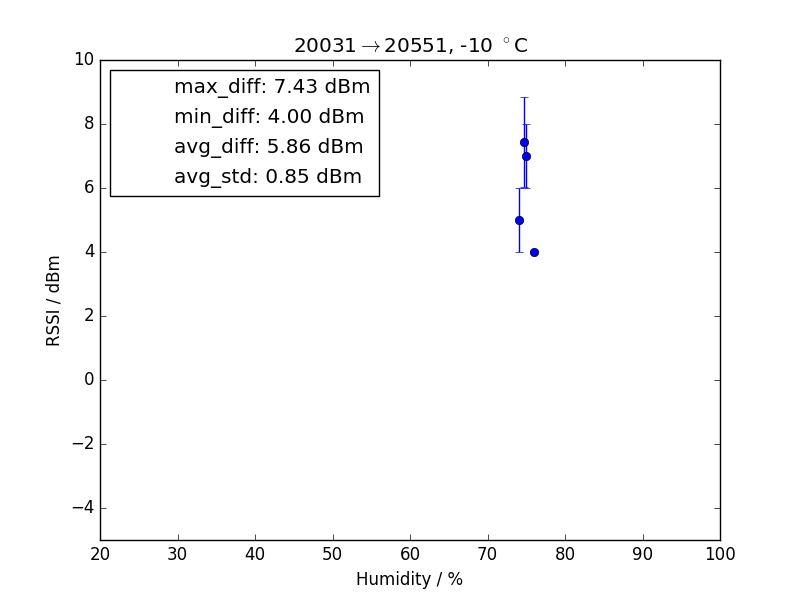 20031→20551, -10 °C
max_diff: 7.43 dBm
min_diff: 4.00 dBm
avg_diff: 5.86 dBm
avg_std: 0.85 dBm
RSSI / dBm
10
8
6
4
2
0
−2
−4
20 30 40 50 60 70 80 90 100
Humidity / %